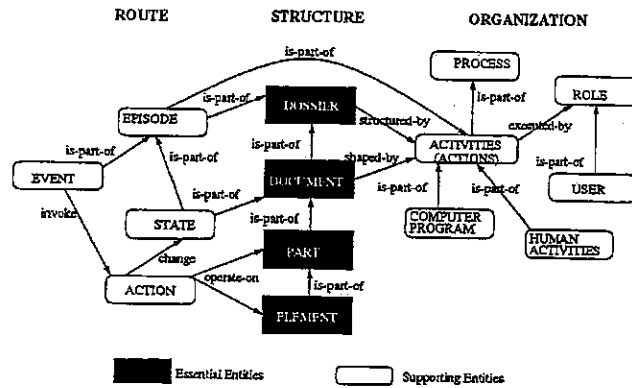 ROUTE
STRUCTURE
ORGANIZATION
is-part-of
PROCESS
EPISODE
is-part-of
DOSSIER
structured-by
is-part-of
ROLE
executed-by
is-part-of
is-part-of
is-part-of
shaped-by
ACTIVITIES
(ACTIONS)
is-part-of
EVENT
is-part-of
DOCUMENT
is-part-of
is-part-of
USER
invoke
STATE
is-part-of
COMPUTER
PROGRAM
HUMAN
ACTIVITIES
change
PART
operate-on
is-part-of
ACTION
ELEMENT
Essential Entities
Supporting Entities